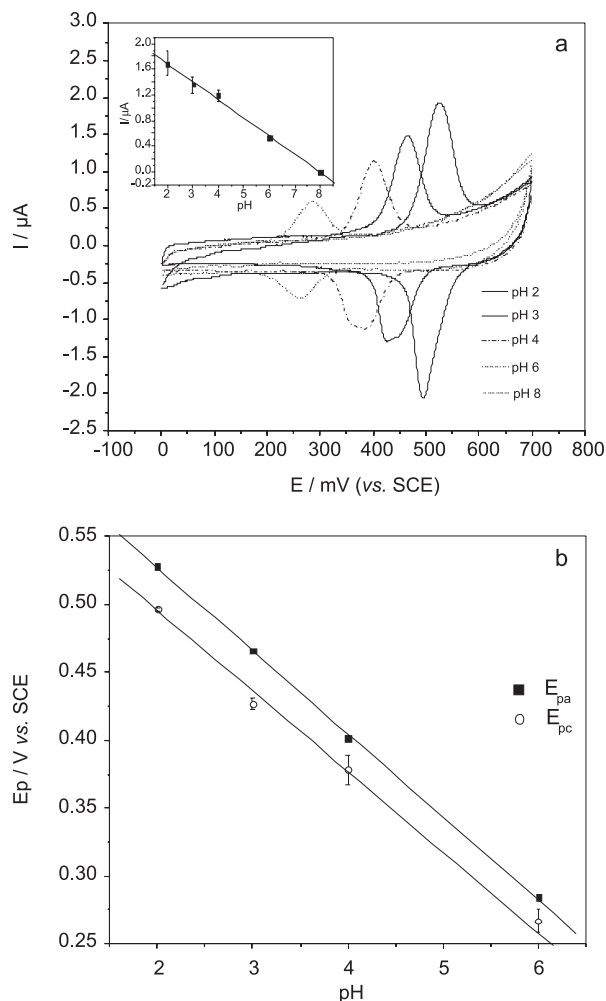 a
3.0
2.5
2.0
1.5
1.0
0.5
0.0
-0.5
-1.0
-1.5
-2.0
-2.5
I / µA
2.0
1.6
1.2
0.8
0.4
0.0
-0.2
I/µA
2 3 4 5 6 7 8
pH
pH 2
pH 3
pH 4
pH 6
pH 8
-100 0 100 200 300 400 500 600 700 800
E / mV (vs. SCE)
b
0.55
0.50
0.45
0.40
0.35
0.30
0.25
Ep / V vs. SCE
Epa
Epc
2 3 4 5 6
pH